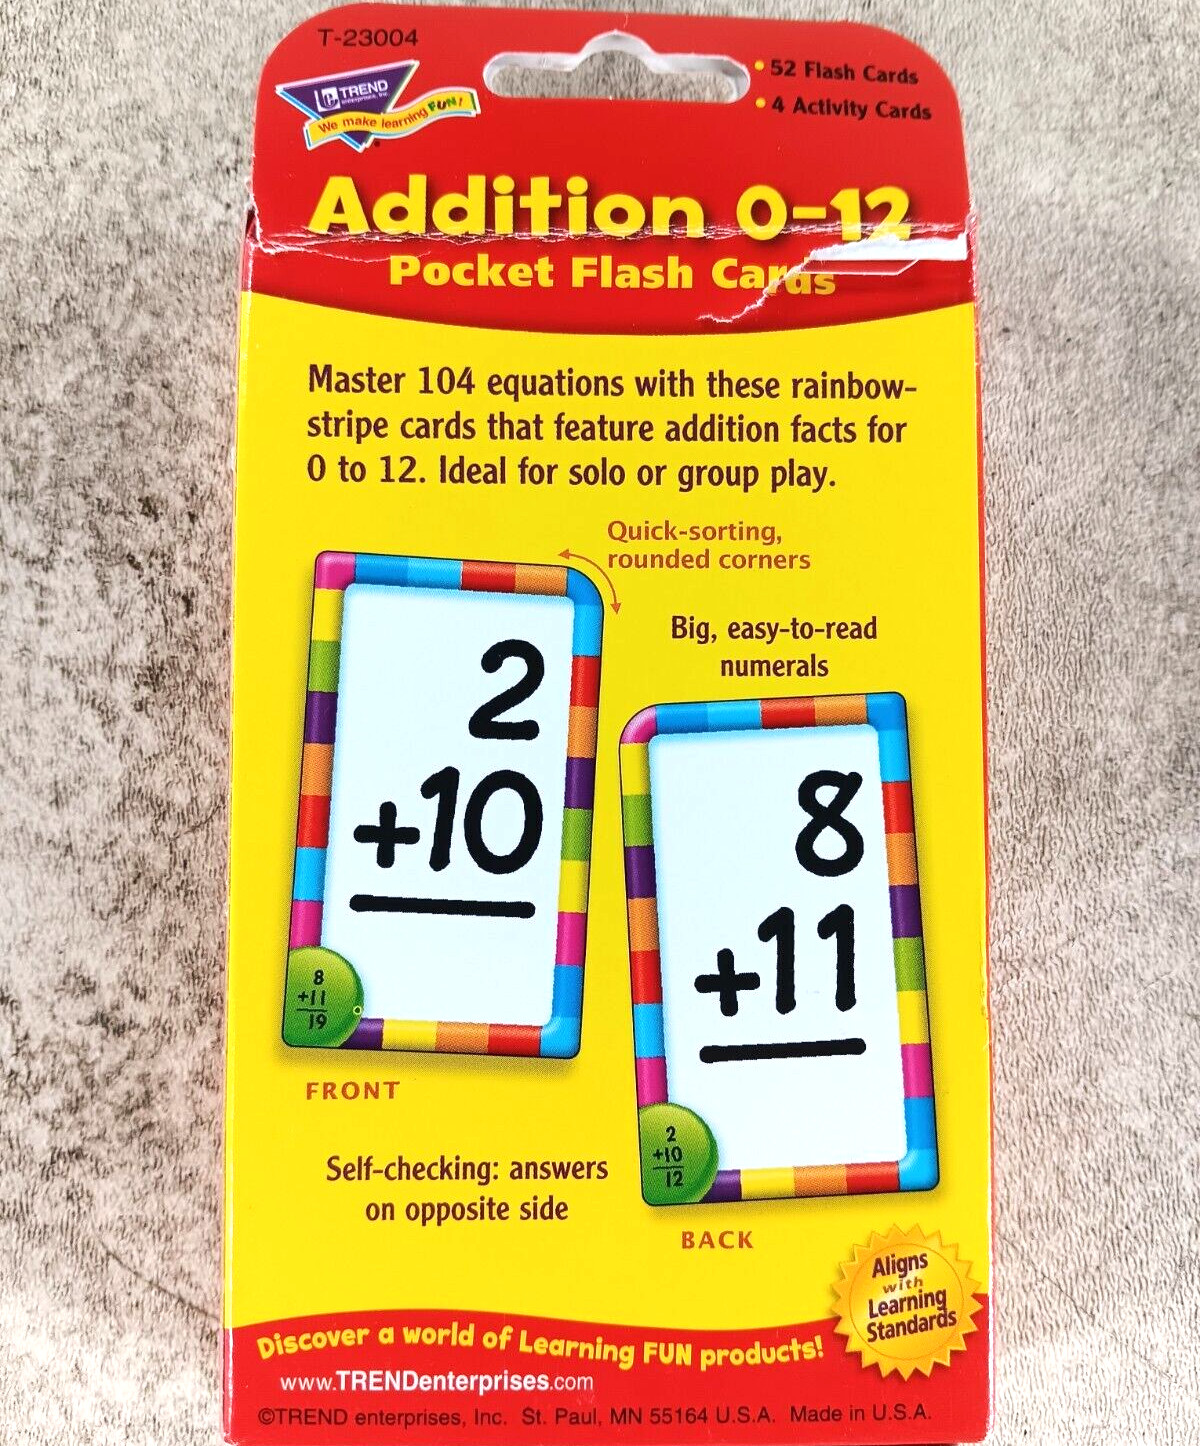 T-23004
TREND
enterprises, Inc.
We make learning FUN!
• 52 Flash Cards
• 4 Activity Cards
Addition 0-12
Pocket Flash Cards
Master 104 equations with these rainbow-
stripe cards that feature addition facts for
0 to 12. Ideal for solo or group play.
Quick-sorting,
rounded corners
Big, easy-to-read
numerals
2
+10
8
+11
19
FRONT
8
+11
2
+10
12
BACK
Self-checking: answers
on opposite side
Aligns
with
Learning
Standards
Discover a world of Learning FUN products!
www.TRENDenterprises.com
©TREND enterprises, Inc. St. Paul, MN 55164 U.S.A. Made in U.S.A.